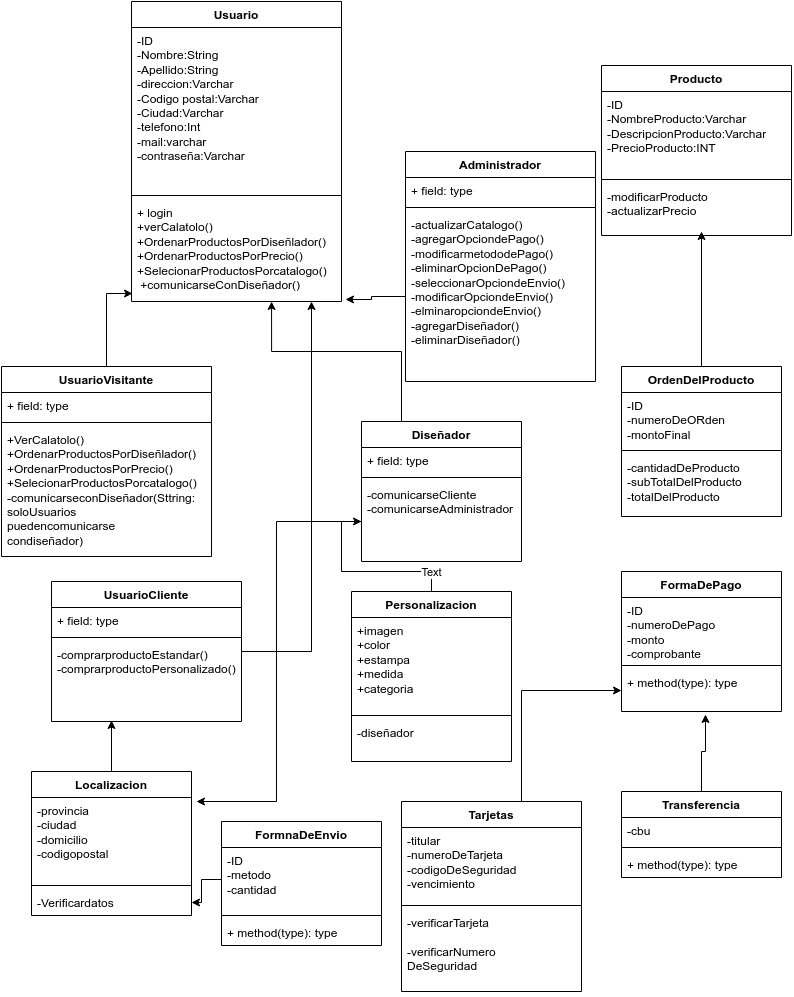 Usuario
-ID
-Nombre:String
-Apellido:String
-direccion:Varchar
-Codigo postal:Varchar
-Ciudad:Varchar
-telefono:Int
-mail:varchar
-contraseña:Varchar
+ login
+verCalatolo()
+OrdenarProductosPorDiseñlador()
+OrdenarProductosPorPrecio()
+SelecionarProductosPorcatalogo()
+comunicarseConDiseñador()
Producto
-ID
-NombreProducto:Varchar
-DescripcionProducto:Varchar
-PrecioProducto:INT
-modificarProducto
-actualizarPrecio
Administrador
+ field: type
-actualizarCatalogo()
-agregarOpciondePago()
-modificarmetododePago()
-eliminarOpcionDePago()
-seleccionarOpciondeEnvio()
-modificarOpciondeEnvio()
-elminaropciondeEnvio()
-agregarDiseñador()
-eliminarDiseñador()
UsuarioVisitante
+ field: type
+VerCalatolo()
+OrdenarProductosPorDiseñlador()
+OrdenarProductosPorPrecio()
+SelecionarProductosPorcatalogo()
-comunicarseconDiseñador(Sttring:
soloUsuarios
puedencomunicarse
condiseñador)
OrdenDelProducto
-ID
-numeroDeORden
-montoFinal
-cantidadDeProducto
-subTotalDelProducto
-totalDelProducto
Diseñador
+ field: type
-comunicarseCliente
-comunicarseAdministrador
Text
UsuarioCliente
+ field: type
-comprarproductoEstandar()
-comprarproductoPersonalizado()
Personalizacion
+imagen
+color
+estampa
+medida
+categoria
-diseñador
FormaDePago
-ID
-numeroDePago
-monto
-comprobante
+ method(type): type
Localizacion
-provincia
-ciudad
-domicilio
-codigopostal
-Verificardatos
FormnaDeEnvio
-ID
-metodo
-cantidad
+ method(type): type
Tarjetas
-titular
-numeroDeTarjeta
-codigoDeSeguridad
-vencimiento
-verificarTarjeta
-verificarNumero
DeSeguridad
Transferencia
-cbu
+ method(type): type